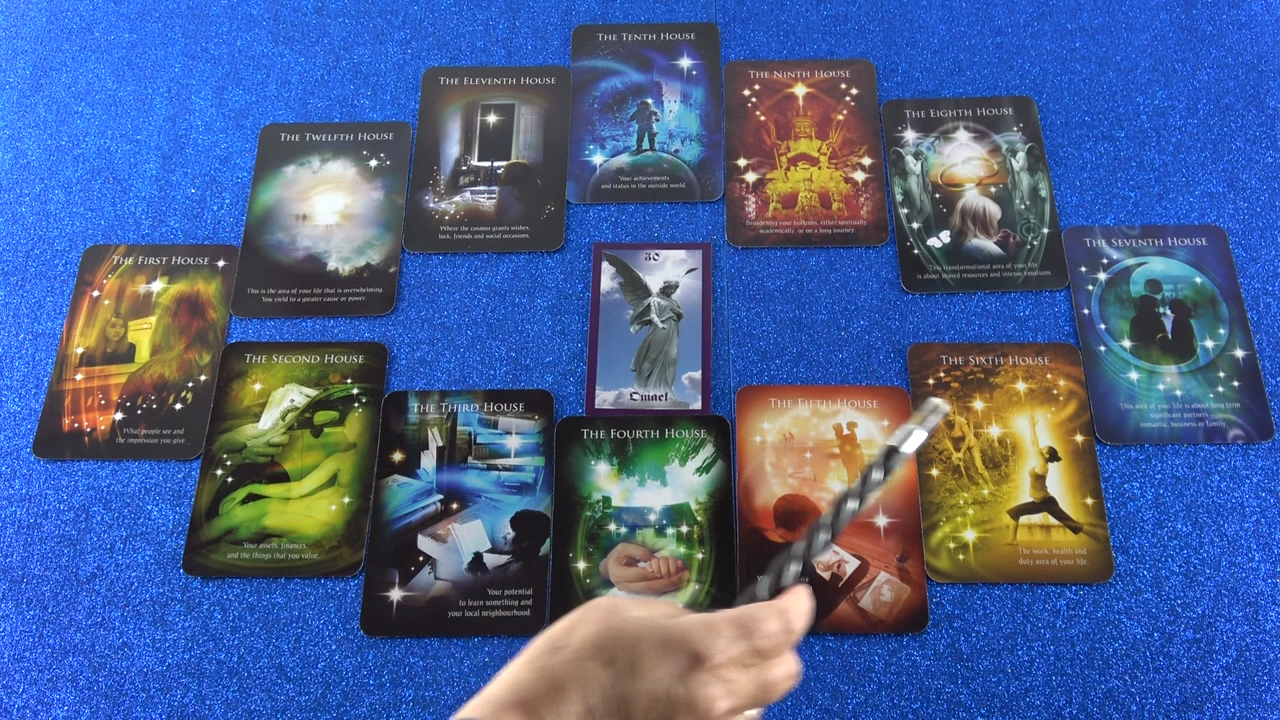 THE TENTH HOUSE
Your achievements
and status in the outside world.
THE ELEVENTH HOUSE
Where the cosmos grants wishes,
luck, friends and social occasions.
THE NINTH HOUSE
Broadening your horizons, either spiritually
academically, or on a long journey
THE TWELFTH HOUSE
This is the area of your life that is overwhelming.
You yield to a greater cause or power.
THE EIGHTH HOUSE
This transformational area of your life
is about shared resources and intense emotions.
THE FIRST HOUSE
What people see and
the impression you give.
30
Omael
THE SEVENTH HOUSE
This area of your life is about long term
significant partners -
romantic, business or family.
THE SECOND HOUSE
Your assets, finances,
and the things that you value.
THE THIRD HOUSE
Your potential
to learn something and
your local neighbourhood.
THE FOURTH HOUSE
THE FIFTH HOUSE
THE SIXTH HOUSE
The work, health and
duty area of your life.